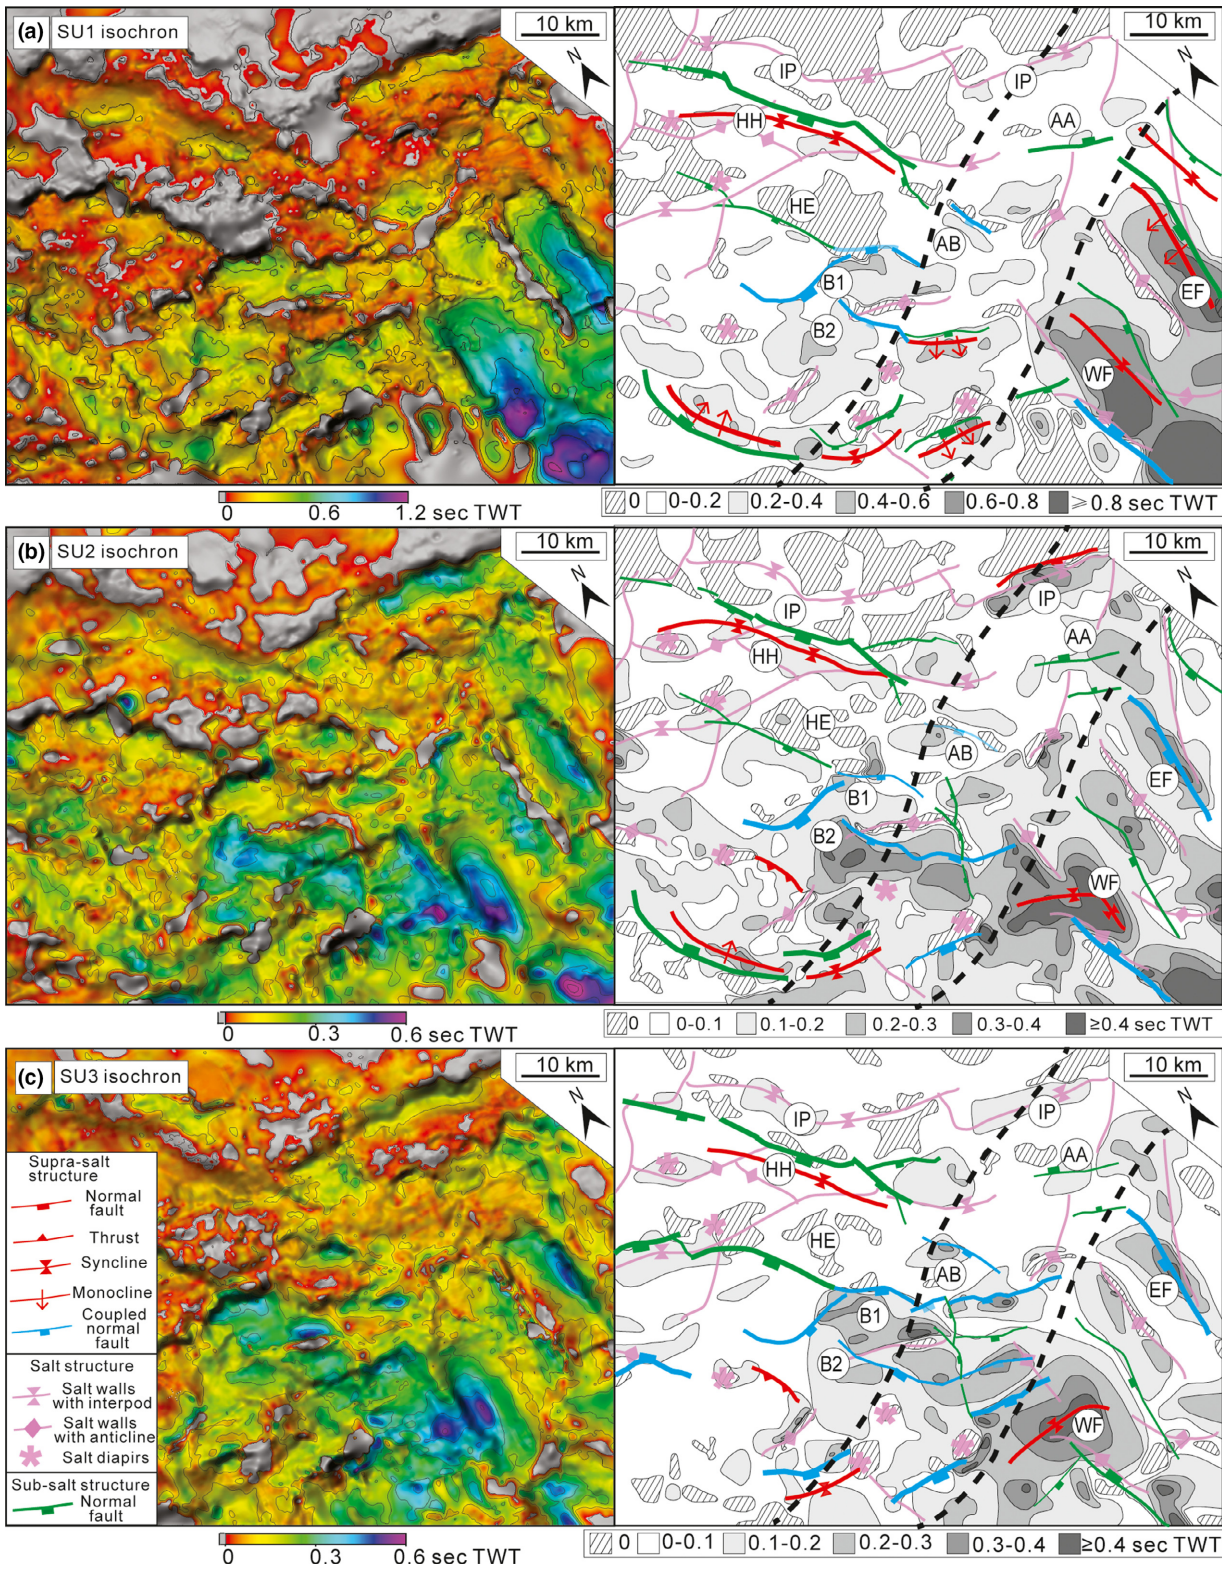 (a) SU1 isochron
10 km
N
0 0.6 1.2 sec TWT
10 km
N
IP
IP
AA
HH
HE
AB
B1
EF
B2
WF
0 0-0.2 0.2-0.4 0.4-0.6 0.6-0.8 ⩾ 0.8 sec TWT
(b) SU2 isochron
10 km
N
0 0.3 0.6 sec TWT
10 km
N
IP
IP
AA
HH
HE
AB
EF
B1
B2
WF
0 0-0.1 0.1-0.2 0.2-0.3 0.3-0.4 ≥0.4 sec TWT
(c) SU3 isochron
10 km
N
Supra-salt
structure
Normal
fault
Thrust
Syncline
Monocline
Coupled
normal
fault
Salt structure
Salt walls
with interpod
Salt walls
with anticline
Salt diapirs
Sub-salt structure
Normal
fault
0 0.3 0.6 sec TWT
10 km
N
IP
IP
AA
HH
HE
AB
EF
B1
B2
WF
0 0-0.1 0.1-0.2 0.2-0.3 0.3-0.4 ≥0.4 sec TWT